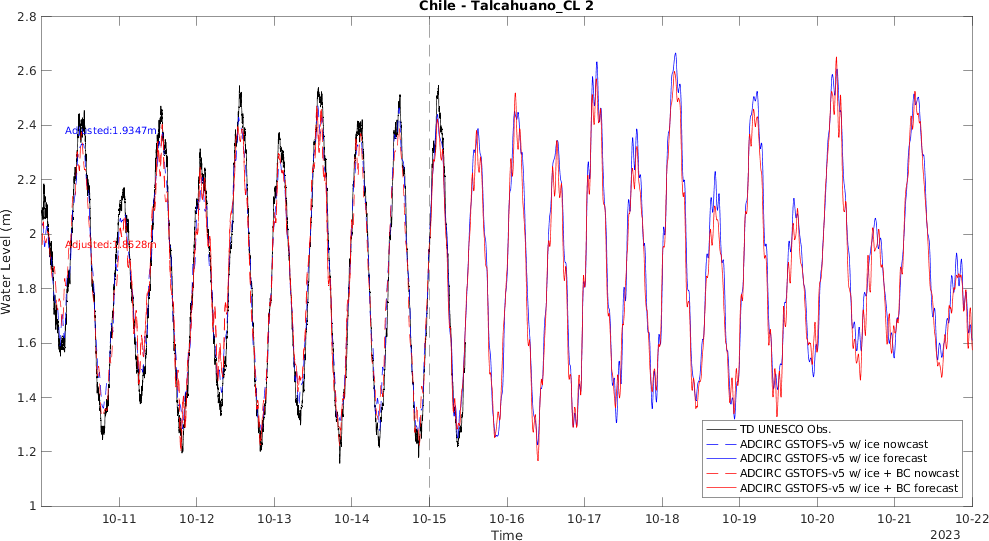 Chile - Talcahuano_CL 2
2.8
2.6
2.4
2.2
2
1.8
1.6
1.4
1.2
1
Water Level (m)
Adjusted:1.9347m
Adjusted:1.8528m
10-11
10-12
10-13
10-14
10-15
10-16
10-17
10-18
10-19
10-20
10-21
10-22
Time
2023
TD UNESCO Obs.
ADCIRC GSTOFS-v5 w/ ice nowcast
ADCIRC GSTOFS-v5 w/ ice forecast
ADCIRC GSTOFS-v5 w/ ice + BC nowcast
ADCIRC GSTOFS-v5 w/ ice + BC forecast